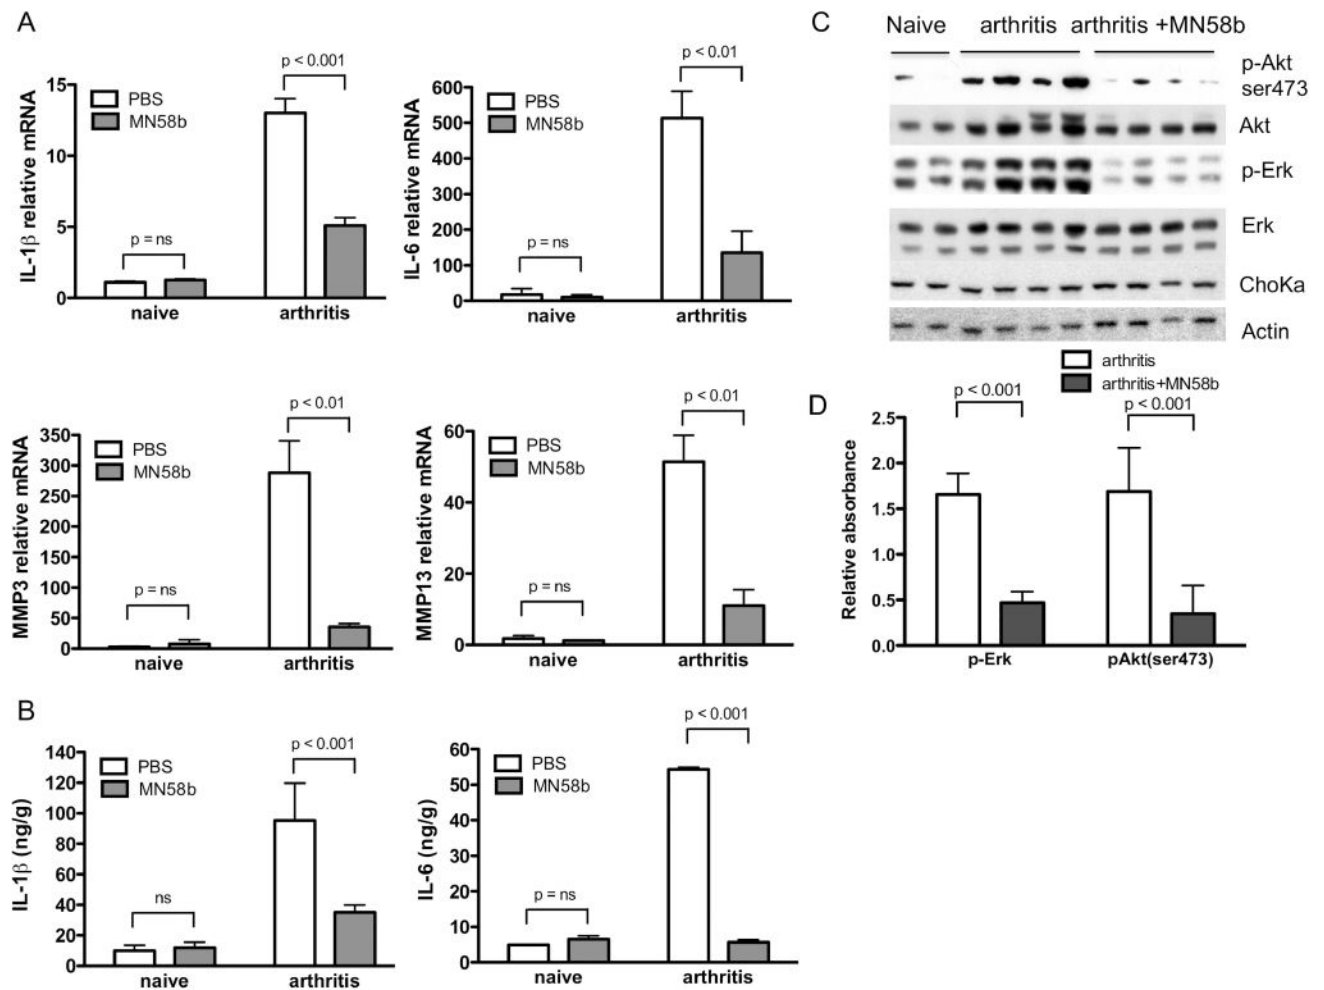 A
IL-1β relative mRNA
15
10
5
0
PBS
MN58b
p = ns
p < 0.001
naive
arthritis
IL-6 relative mRNA
600
500
400
300
200
100
0
PBS
MN58b
p = ns
p < 0.01
naive
arthritis
MMP3 relative mRNA
350
300
250
200
150
100
50
0
PBS
MN58b
p = ns
p < 0.01
naive
arthritis
MMP13 relative mRNA
60
40
20
0
PBS
MN58b
p = ns
p < 0.01
naive
arthritis
B
IL-1β (ng/g)
140
120
100
80
60
40
20
0
PBS
MN58b
ns
p < 0.001
naive
arthritis
IL-6 (ng/g)
60
50
40
30
20
10
0
PBS
MN58b
p = ns
p < 0.001
naive
arthritis
C
Naive arthritis arthritis +MN58b
p-Akt
ser473
Akt
p-Erk
Erk
ChoKa
Actin
D
arthritis
arthritis+MN58b
Relative absorbance
2.5
2.0
1.5
1.0
0.5
0.0
p < 0.001
p < 0.001
p-Erk
pAkt(ser473)